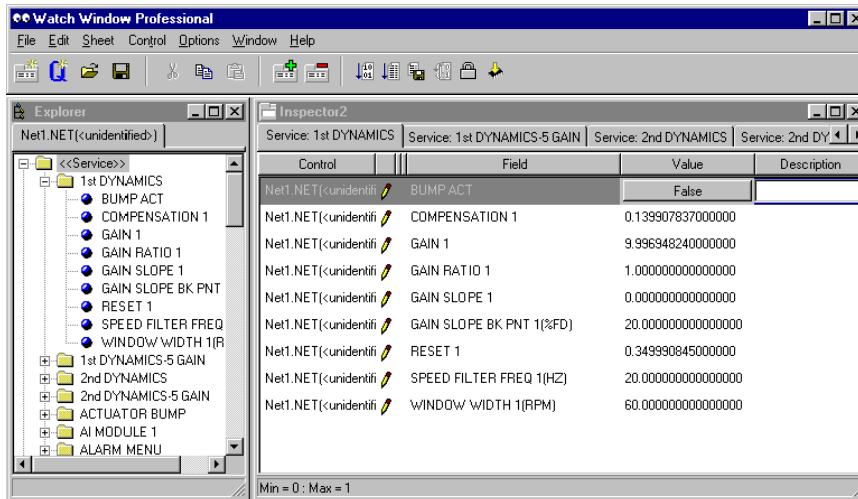 Watch Window Professional
File Edit Sheet Control Options Window Help
Explorer
Net1.NET(<unidentified>)
<<Service>>
1st DYNAMICS
BUMP ACT
COMPENSATION 1
GAIN 1
GAIN RATIO 1
GAIN SLOPE 1
GAIN SLOPE BK PNT
RESET 1
SPEED FILTER FREQ
WINDOW WIDTH 1(R
1st DYNAMICS-5 GAIN
2nd DYNAMICS
2nd DYNAMICS-5 GAIN
ACTUATOR BUMP
AI MODULE 1
ALARM MENU
Inspector2
Service: 1st DYNAMICS Service: 1st DYNAMICS-5 GAIN Service: 2nd DYNAMICS Service: 2nd DY
Control Field Value Description
Net1.NET(<unidentifi BUMP ACT False
Net1.NET(<unidentifi COMPENSATION 1 0.139907837000000
Net1.NET(<unidentifi GAIN 1 9.996948240000000
Net1.NET(<unidentifi GAIN RATIO 1 1.000000000000000
Net1.NET(<unidentifi GAIN SLOPE 1 0.000000000000000
Net1.NET(<unidentifi GAIN SLOPE BK PNT 1(%FD) 20.000000000000000
Net1.NET(<unidentifi RESET 1 0.349990845000000
Net1.NET(<unidentifi SPEED FILTER FREQ 1(HZ) 20.000000000000000
Net1.NET(<unidentifi WINDOW WIDTH 1(RPM) 60.000000000000000
Min = 0 : Max = 1